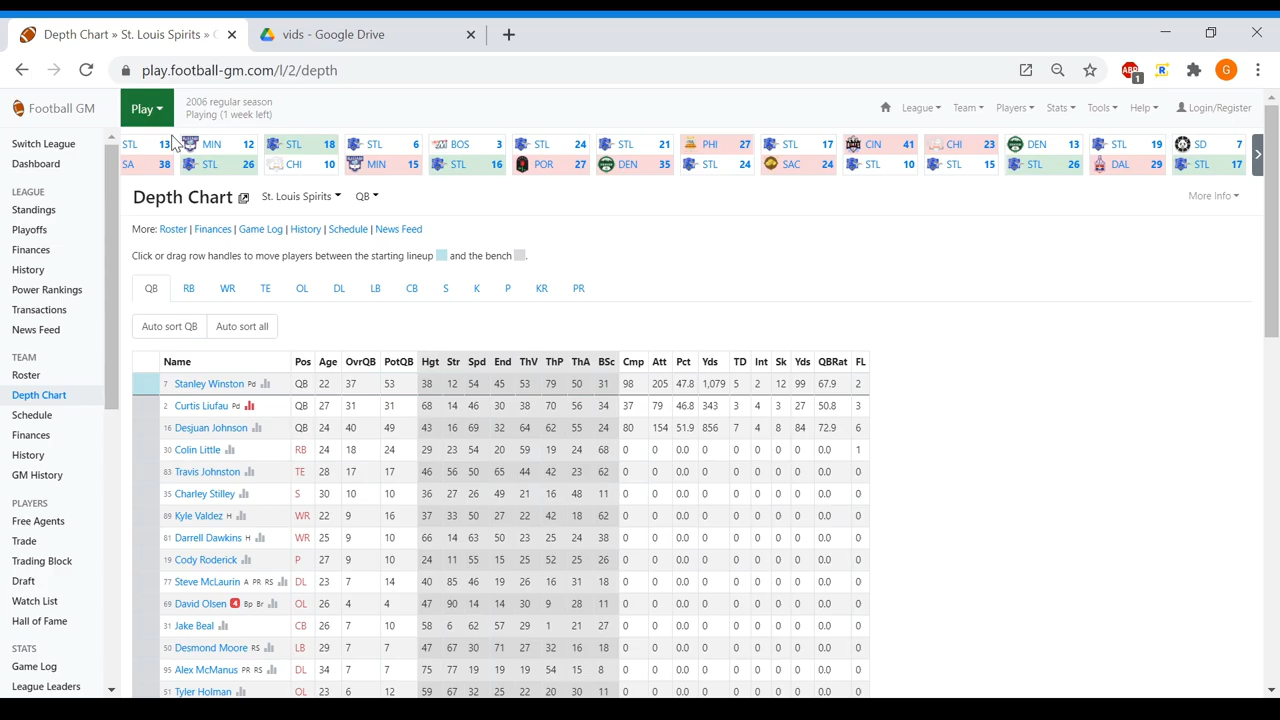 Depth Chart » St. Louis Spirits » 
vids - Google Drive
play.football-gm.com/l/2/depth
ABP
1
R
G
Football GM
Play
2006 regular season
Playing (1 week left)
League Team Players Stats Tools Help Login/Register
STL 13 MIN 12 STL 18 STL 6 BOS 3 STL 24 STL 21 PHI 27 STL 17 CIN 41 CHI 23 DEN 13 STL 19 SD 7
SA 38 STL 26 CHI 10 MIN 15 STL 16 POR 27 DEN 35 STL 24 SAC 24 STL 10 STL 15 STL 26 DAL 29 STL 17
Switch League
Dashboard
LEAGUE
Standings
Playoffs
Finances
History
Power Rankings
Transactions
News Feed
TEAM
Roster
Depth Chart
Schedule
Finances
History
GM History
PLAYERS
Free Agents
Trade
Trading Block
Draft
Watch List
Hall of Fame
STATS
Game Log
League Leaders
Depth Chart St. Louis Spirits QB More Info
More: Roster | Finances | Game Log | History | Schedule | News Feed
Click or drag row handles to move players between the starting lineup and the bench .
QB RB WR TE OL DL LB CB S K P KR PR
Auto sort QB Auto sort all
Name Pos Age OvrQB PotQB Hgt Str Spd End ThV ThP ThA BSc Cmp Att Pct Yds TD Int Sk Yds QBRat FL
7 Stanley Winston Pd QB 22 37 53 38 12 54 45 53 79 50 31 98 205 47.8 1,079 5 2 12 99 67.9 2
2 Curtis Liufau Pd QB 27 31 31 68 14 46 30 38 70 56 34 37 79 46.8 343 3 4 3 27 50.8 3
16 Desjuan Johnson QB 24 40 49 43 16 69 32 64 62 55 24 80 154 51.9 856 7 4 8 84 72.9 6
30 Colin Little RB 24 18 24 29 23 54 20 59 19 24 68 0 0 0.0 0 0 0 0 0 0.0 1
83 Travis Johnston TE 28 17 17 46 56 50 65 44 42 23 62 0 0 0.0 0 0 0 0 0 0.0 0
35 Charley Stilley S 30 10 10 36 27 26 49 21 16 48 11 0 0 0.0 0 0 0 0 0 0.0 0
89 Kyle Valdez H WR 22 9 16 37 33 50 27 22 42 18 62 0 0 0.0 0 0 0 0 0 0.0 0
81 Darrell Dawkins H WR 25 9 10 66 14 63 50 23 25 24 38 0 0 0.0 0 0 0 0 0 0.0 0
19 Cody Roderick P 27 9 10 24 11 55 15 25 52 25 26 0 0 0.0 0 0 0 0 0 0.0 0
77 Steve McLaurin A PR RS DL 23 7 14 40 85 46 19 26 16 31 18 0 0 0.0 0 0 0 0 0 0.0 0
69 David Olsen 4 Bp Br OL 26 4 4 47 90 14 14 30 9 28 11 0 0 0.0 0 0 0 0 0 0.0 0
31 Jake Beal CB 26 7 10 58 6 62 57 29 1 21 27 0 0 0.0 0 0 0 0 0 0.0 0
50 Desmond Moore RS LB 29 7 7 47 67 30 71 27 32 16 18 0 0 0.0 0 0 0 0 0 0.0 0
95 Alex McManus PR RS DL 34 7 7 75 77 19 19 19 54 15 8 0 0 0.0 0 0 0 0 0 0.0 0
51 Tyler Holman OL 23 6 12 59 67 32 25 22 20 30 11 0 0 0.0 0 0 0 0 0 0.0 0